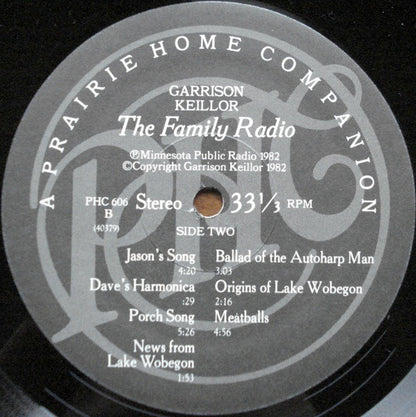 A PRAIRIE HOME COMPANION
PHC
GARRISON
KEILLOR
The Family Radio
℗Minnesota Public Radio 1982
©Copyright Garrison Keillor 1982
PHC 606
B
(40379)
Stereo
33 1/3 RPM
SIDE TWO
Jason's Song
4:20
Dave's Harmonica
:29
Porch Song
5:26
News from
Lake Wobegon
1:53
Ballad of the Autoharp Man
3:03
Origins of Lake Wobegon
2:16
Meatballs
4:56